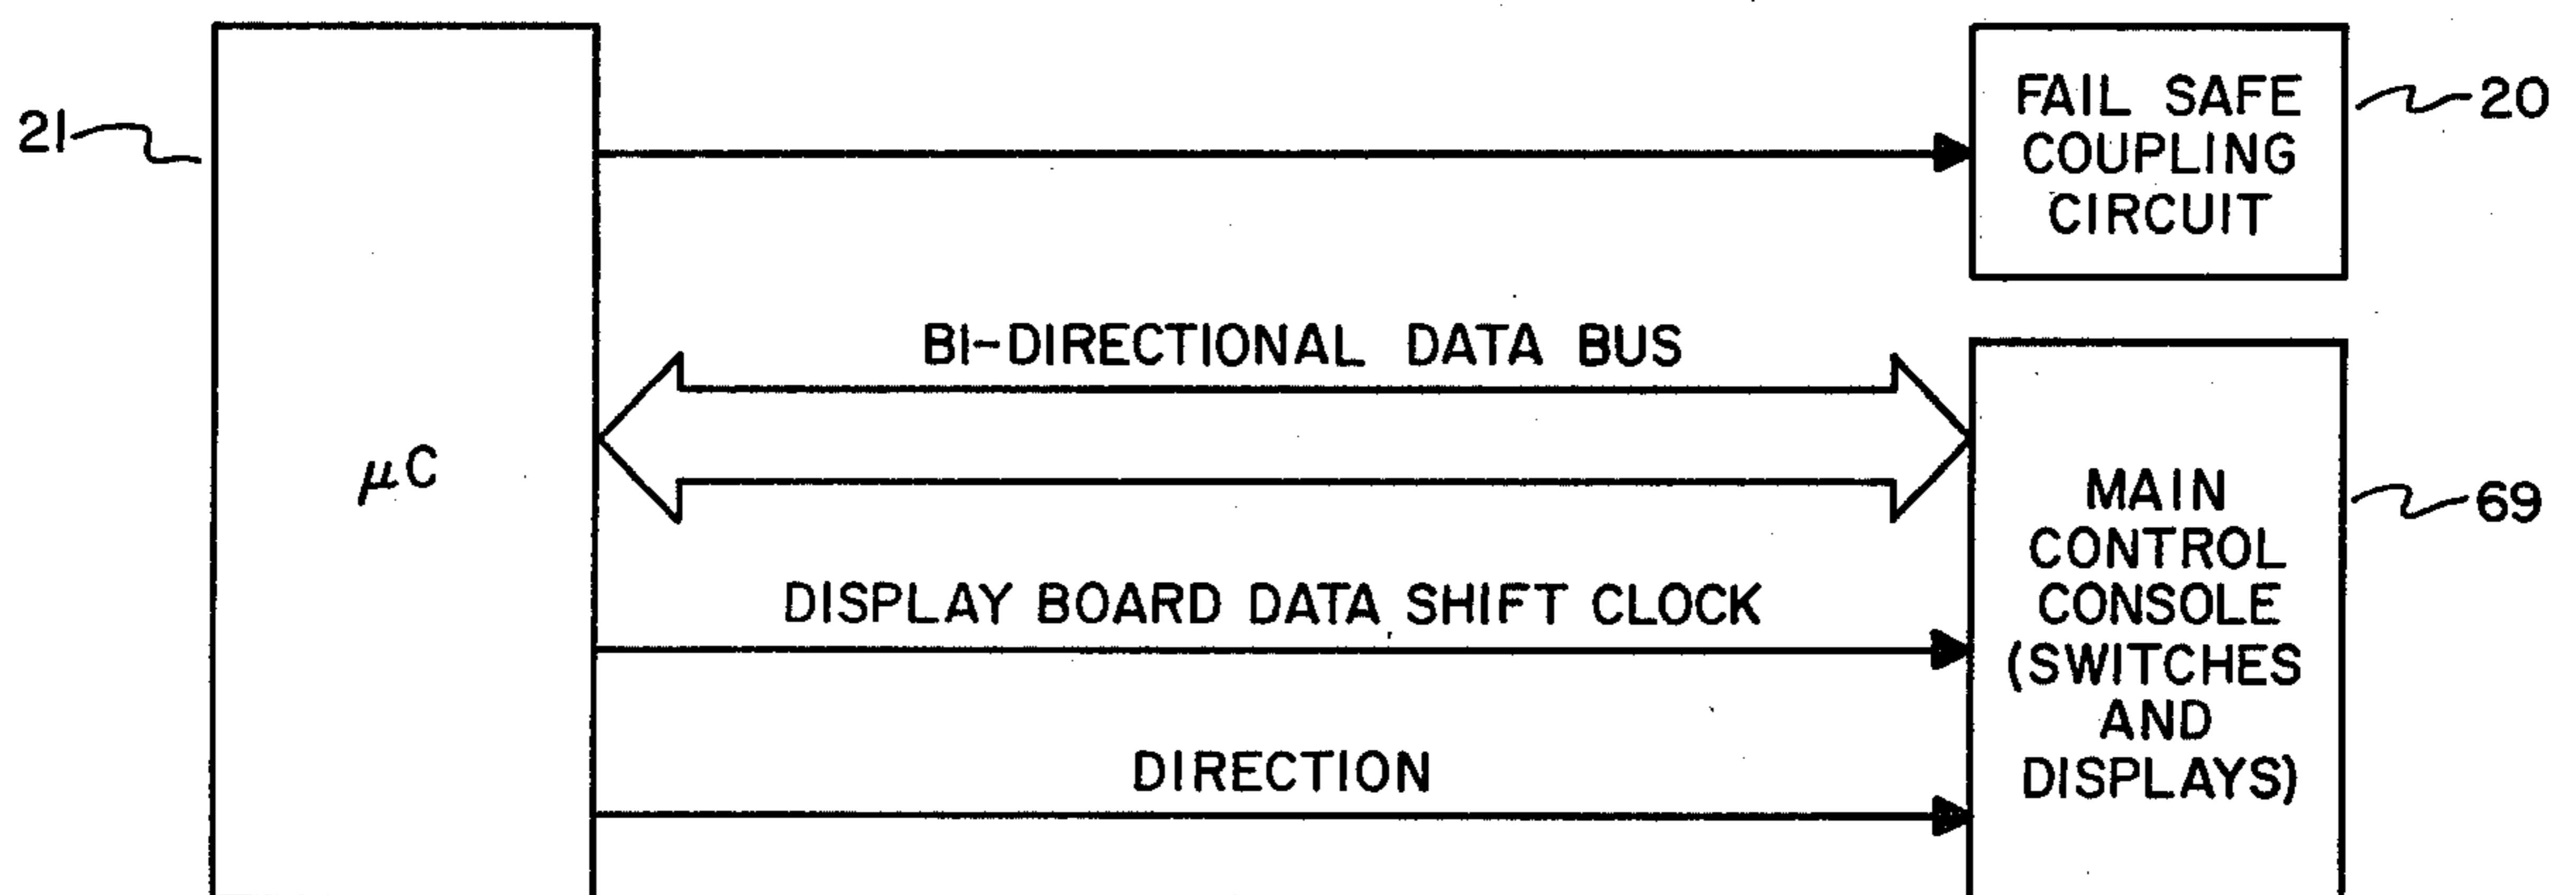 21
μC
FAIL SAFE
COUPLING
CIRCUIT
20
BI-DIRECTIONAL DATA BUS
DISPLAY BOARD DATA SHIFT CLOCK
DIRECTION
MAIN
CONTROL
CONSOLE
(SWITCHES
AND
DISPLAYS)
69